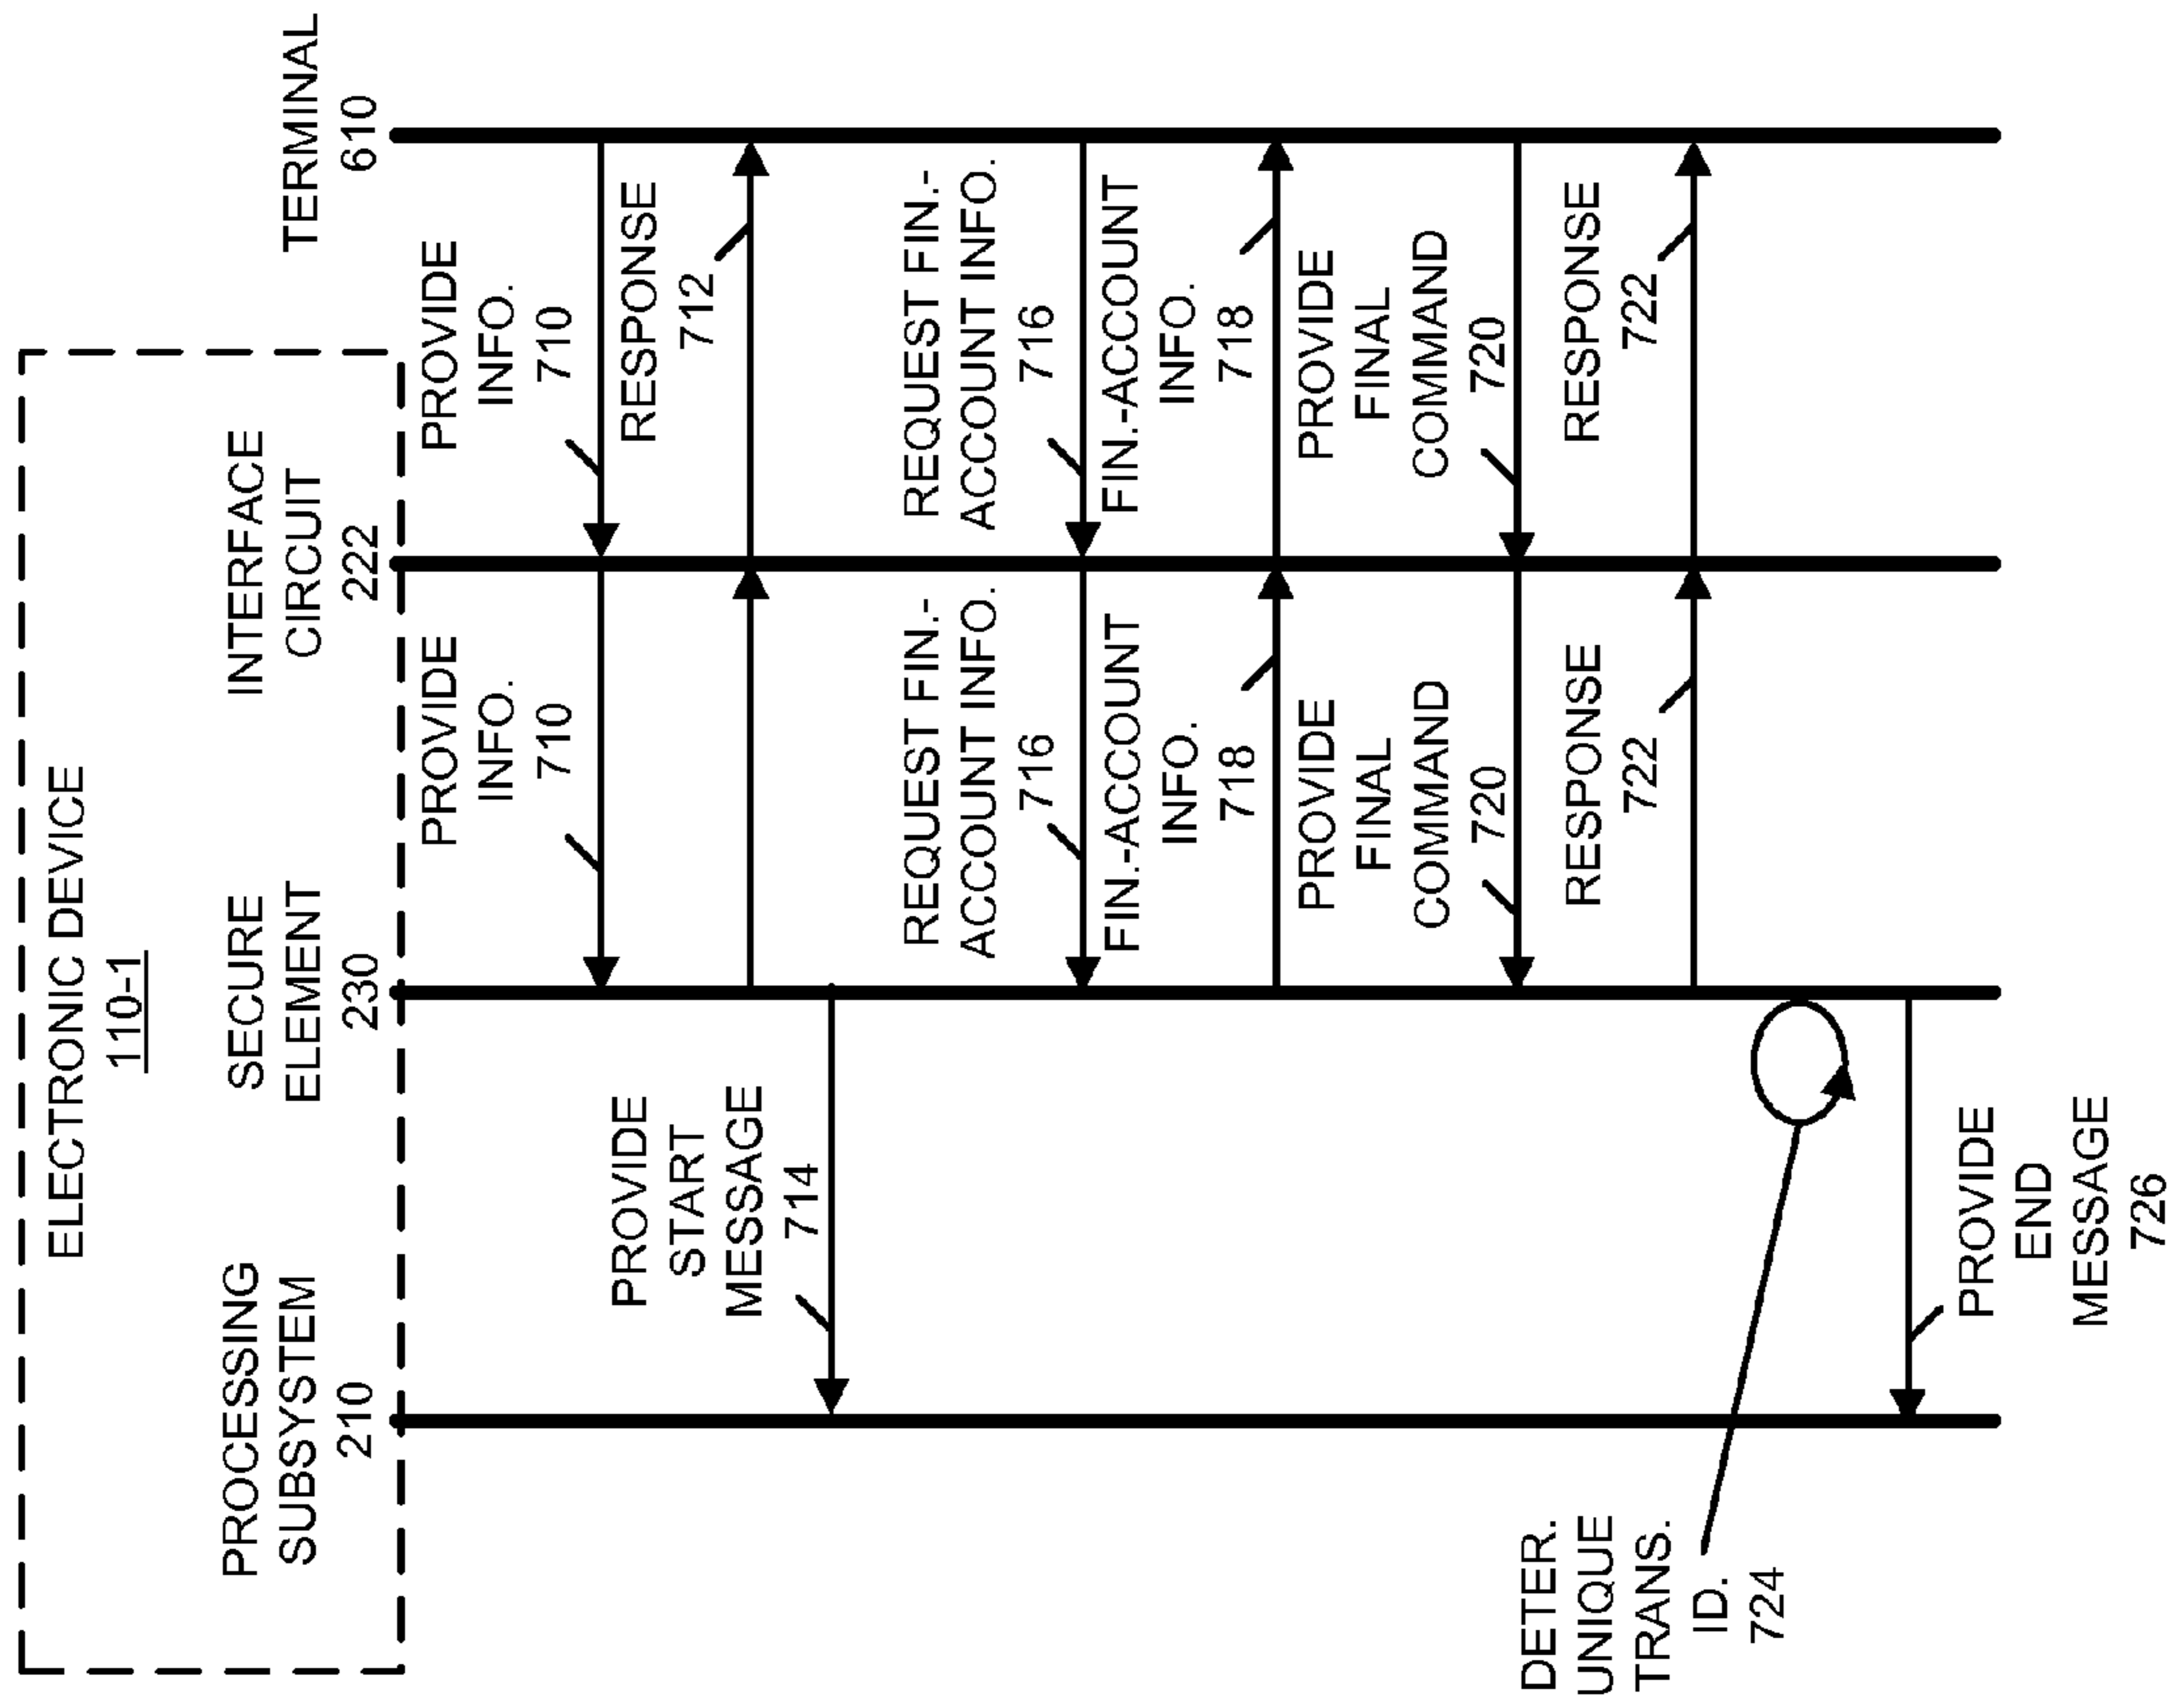 ELECTRONIC DEVICE
110-1
PROCESSING
SUBSYSTEM
210
SECURE
ELEMENT
230
INTERFACE
CIRCUIT
222
TERMINAL
610
PROVIDE
INFO.
710
PROVIDE
INFO.
710
RESPONSE
712
PROVIDE
START
MESSAGE
714
REQUEST FIN.-
ACCOUNT INFO.
716
REQUEST FIN.-
ACCOUNT INFO.
716
FIN.-ACCOUNT
INFO.
718
FIN.-ACCOUNT
INFO.
718
PROVIDE
FINAL
COMMAND
720
PROVIDE
FINAL
COMMAND
720
RESPONSE
722
RESPONSE
722
DETER.
UNIQUE
TRANS.
ID.
724
PROVIDE
END
MESSAGE
726